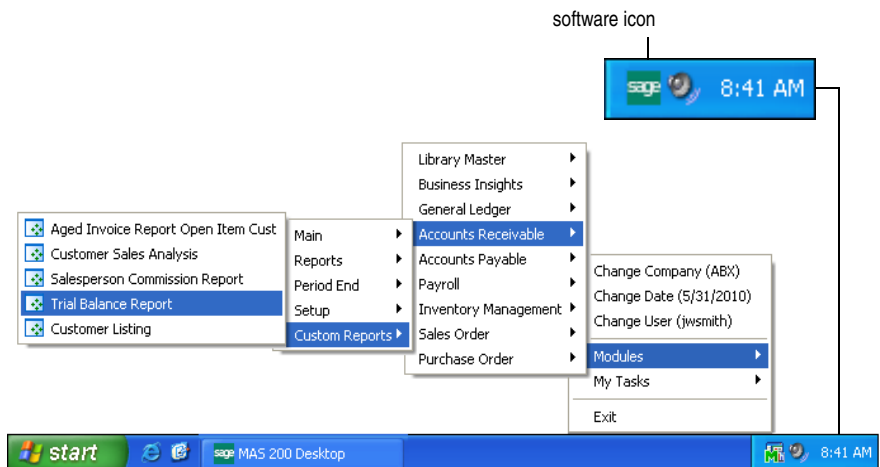 software icon
sage 8:41 AM
Library Master
Business Insights
General Ledger
Accounts Receivable
Accounts Payable
Payroll
Inventory Management
Sales Order
Purchase Order
Aged Invoice Report Open Item Cust
Customer Sales Analysis
Salesperson Commission Report
Trial Balance Report
Customer Listing
Main
Reports
Period End
Setup
Custom Reports
Change Company (ABX)
Change Date (5/31/2010)
Change User (jwsmith)
Modules
My Tasks
Exit
start
sage MAS 200 Desktop
8:41 AM